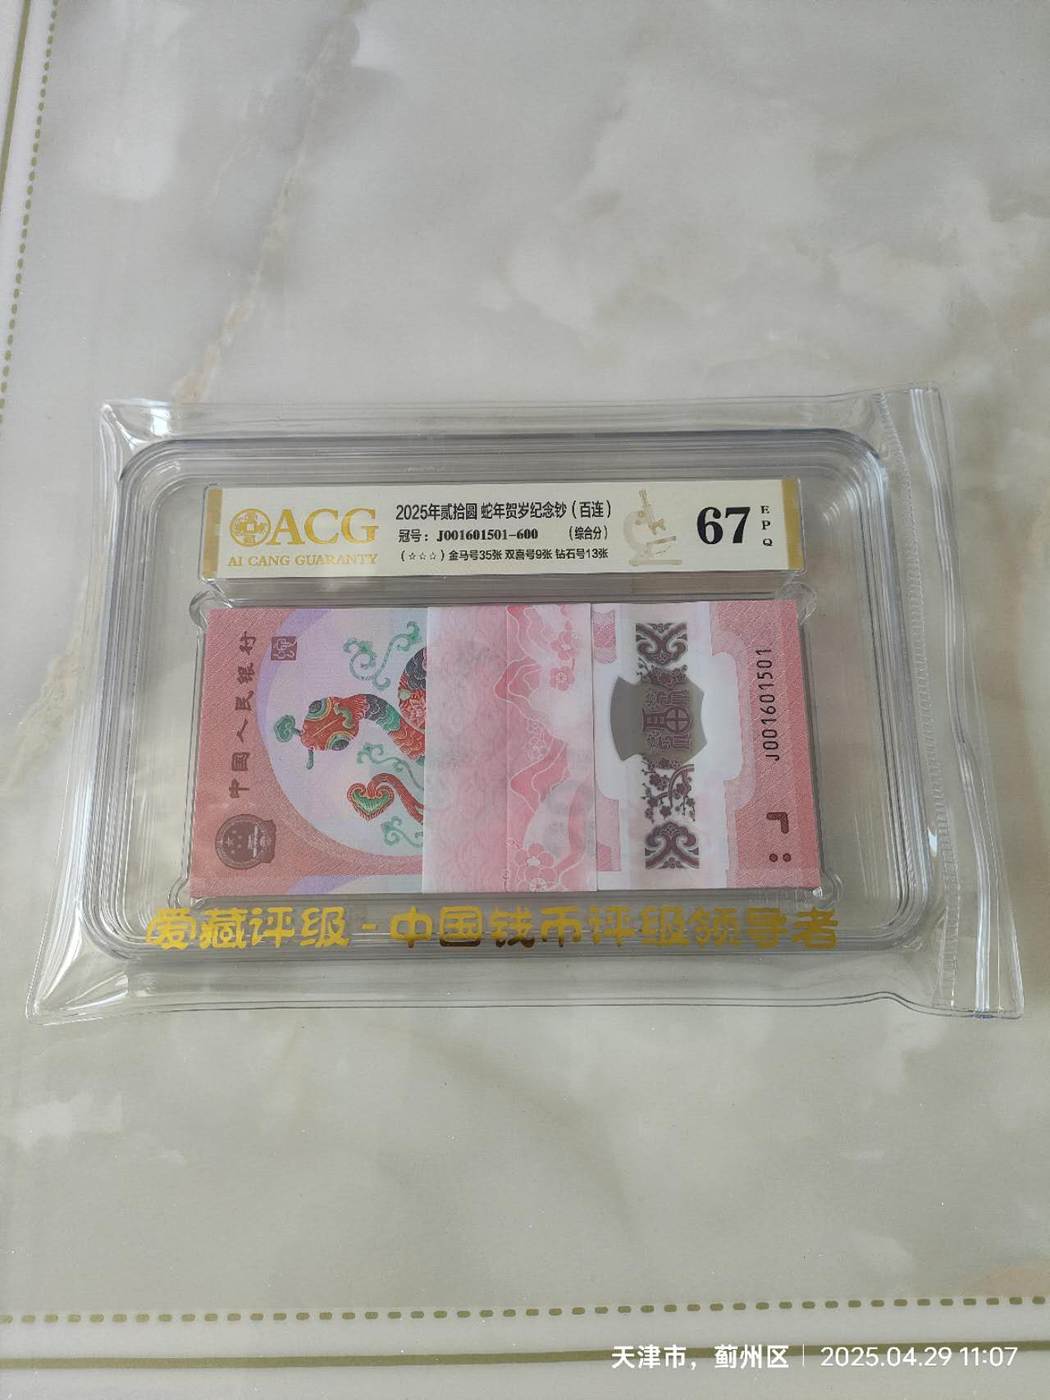 ACG
AI CANG GUARANTY
2025年贰拾圆 蛇年贺岁纪念钞（百连）
冠号：J001601501-600 （综合分）
（☆☆☆）金马号35张 双喜号9张 钻石号13张
67
EPQ
中国人民银行
J001601501
爱藏评级-中国钱币评级领导者
天津市，蓟州区 2025.04.29 11:07